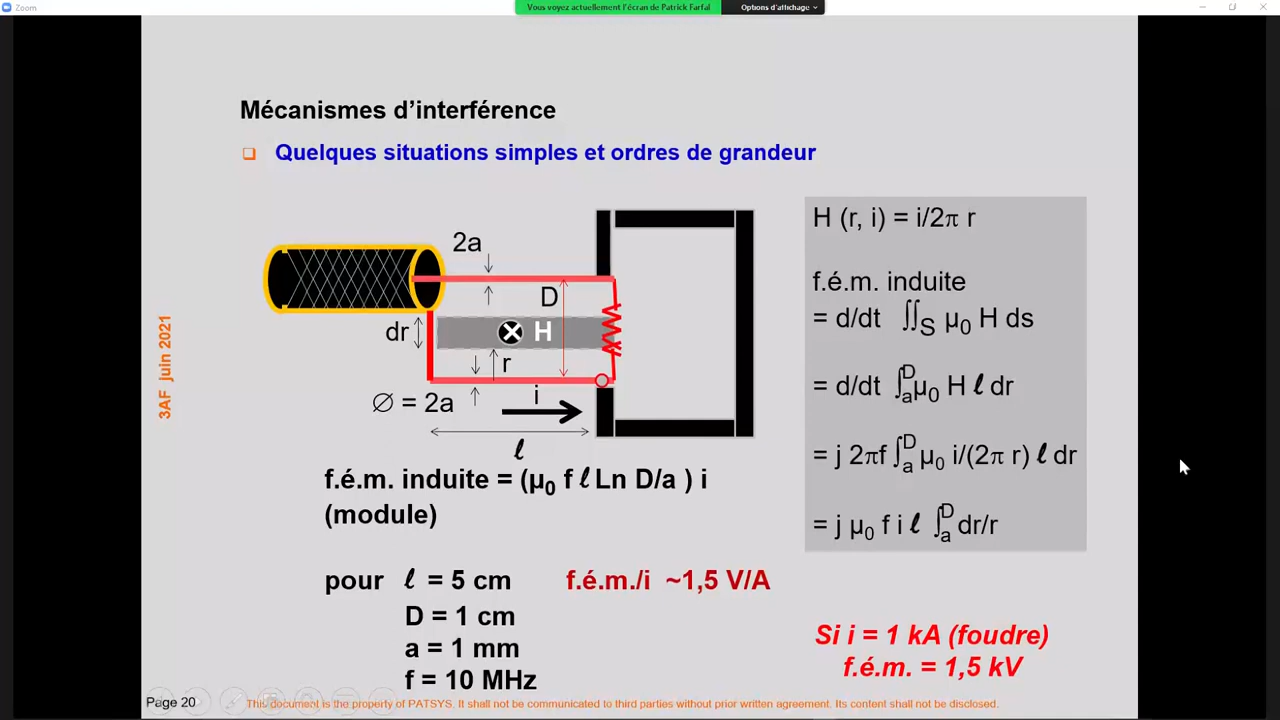 Zoom
Vous voyez actuellement l'écran de Patrick Farfal
Options d'affichage
Mécanismes d'interférence
Quelques situations simples et ordres de grandeur
2a
D
dr
H
r
∅ = 2a
i
ℓ
H (r, i) = i/2π r
f.é.m. induite
= d/dt ∬S μ0 H ds
= d/dt ∫aD μ0 H ℓ dr
= j 2πf ∫aD μ0 i/(2π r) ℓ dr
= j μ0 f i ℓ ∫aD dr/r
f.é.m. induite = (μ0 f ℓ Ln D/a ) i
(module)
pour ℓ = 5 cm f.é.m./i ~1,5 V/A
D = 1 cm
a = 1 mm
f = 10 MHz
Si i = 1 kA (foudre)
f.é.m. = 1,5 kV
3AF juin 2021
Page 20
This document is the property of PATSYS. It shall not be communicated to third parties without prior written agreement. Its content shall not be disclosed.